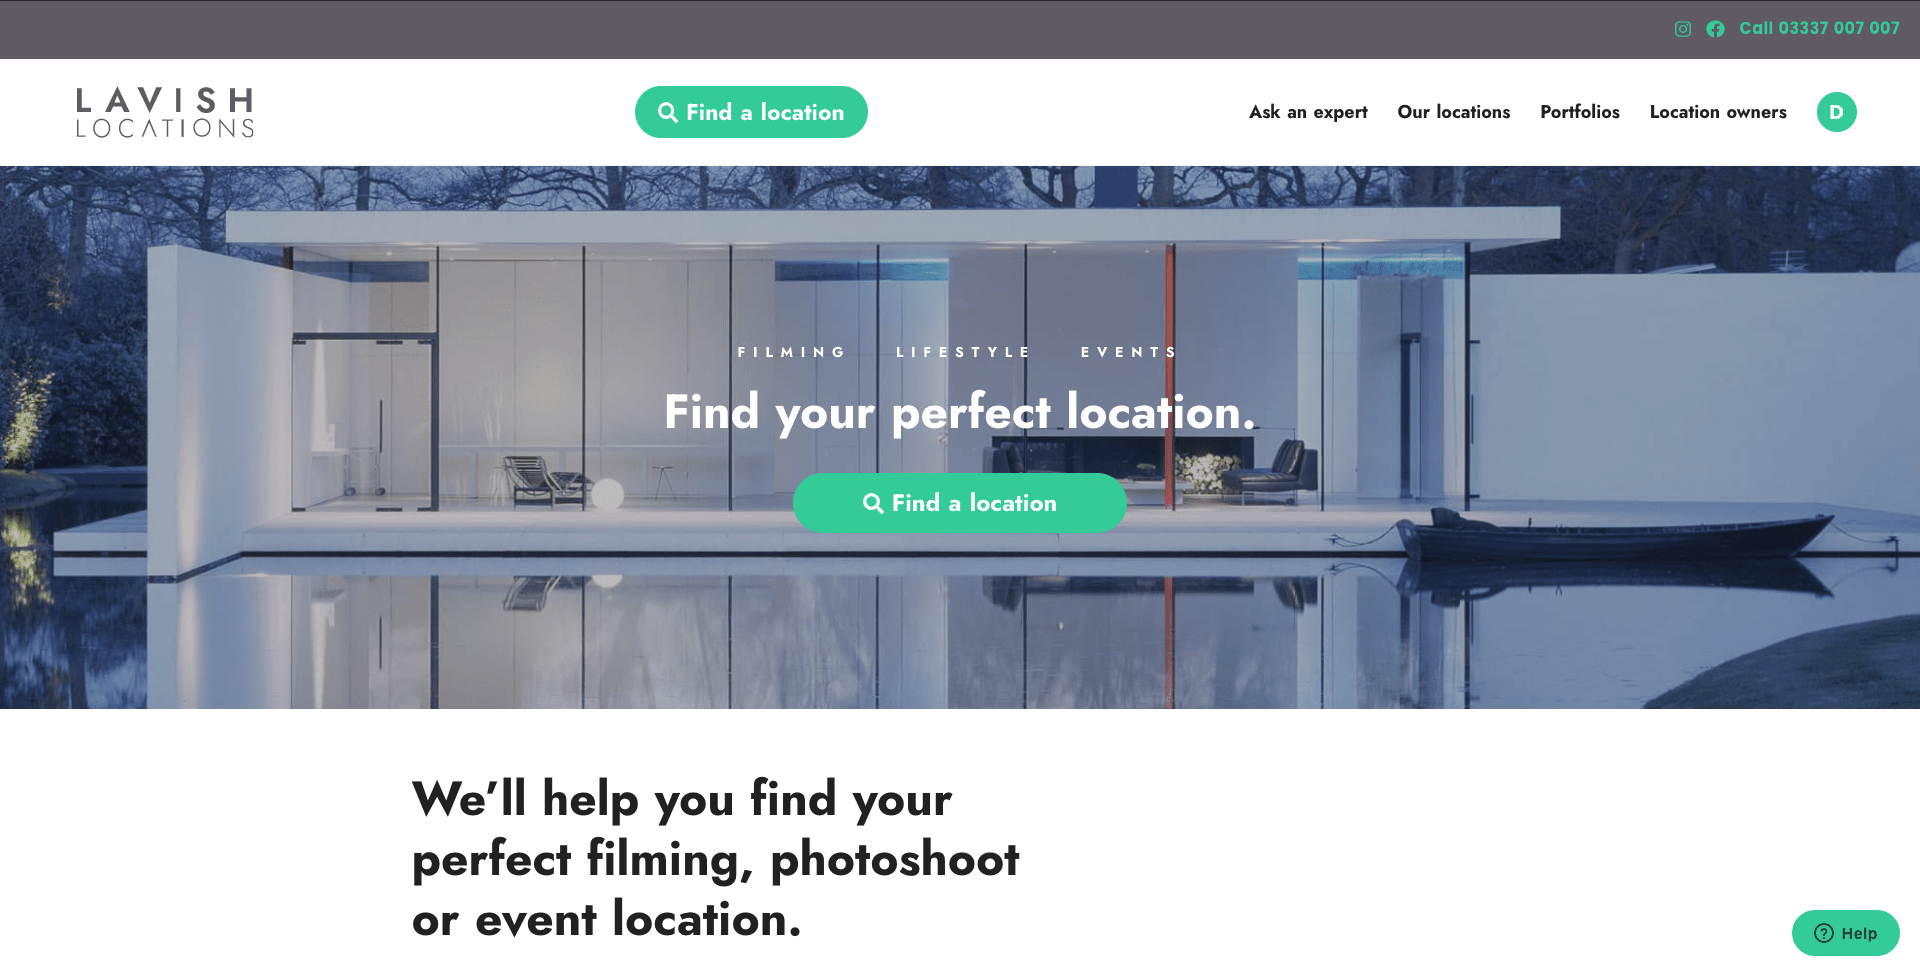 Call 03337 007 007
LAVISH
LOCATIONS
Find a location
Ask an expert
Our locations
Portfolios
Location owners
D
FILMING LIFESTYLE EVENTS
Find your perfect location.
Find a location
We’ll help you find your
perfect filming, photoshoot
or event location.
Help